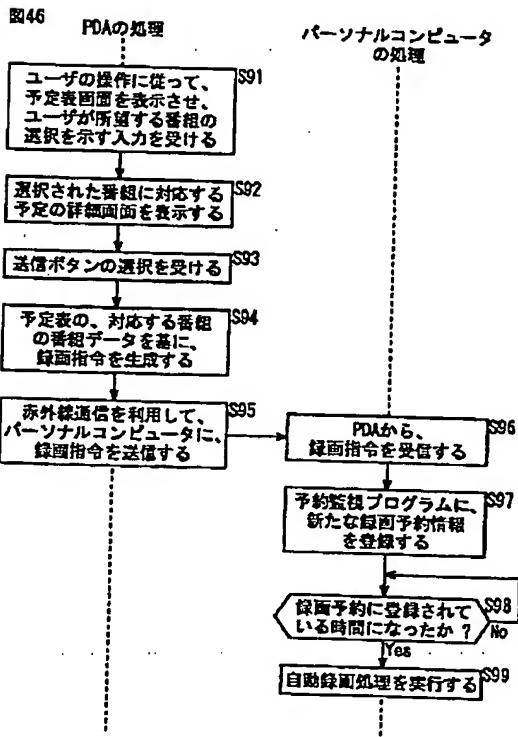 図46
PDAの処理
パーソナルコンピュータ
の処理
ユーザの操作に従って、
予定表画面を表示させ、
ユーザが所望する番組の
選択を示す入力を受ける
S91
選択された番組に対応する
予定の詳細画面を表示する
S92
送信ボタンの選択を受ける
S93
予定表の、対応する番組
の番組データを基に、
録画指令を生成する
S94
赤外線通信を利用して、
パーソナルコンピュータに、
録画指令を送信する
S95
PDAから、
録画指令を受信する
S96
予約監視プログラムに、
新たな録画予約情報
を登録する
S97
録画予約に登録されて
いる時間になったか?
S98
No
Yes
自動録画処理を実行する
S99